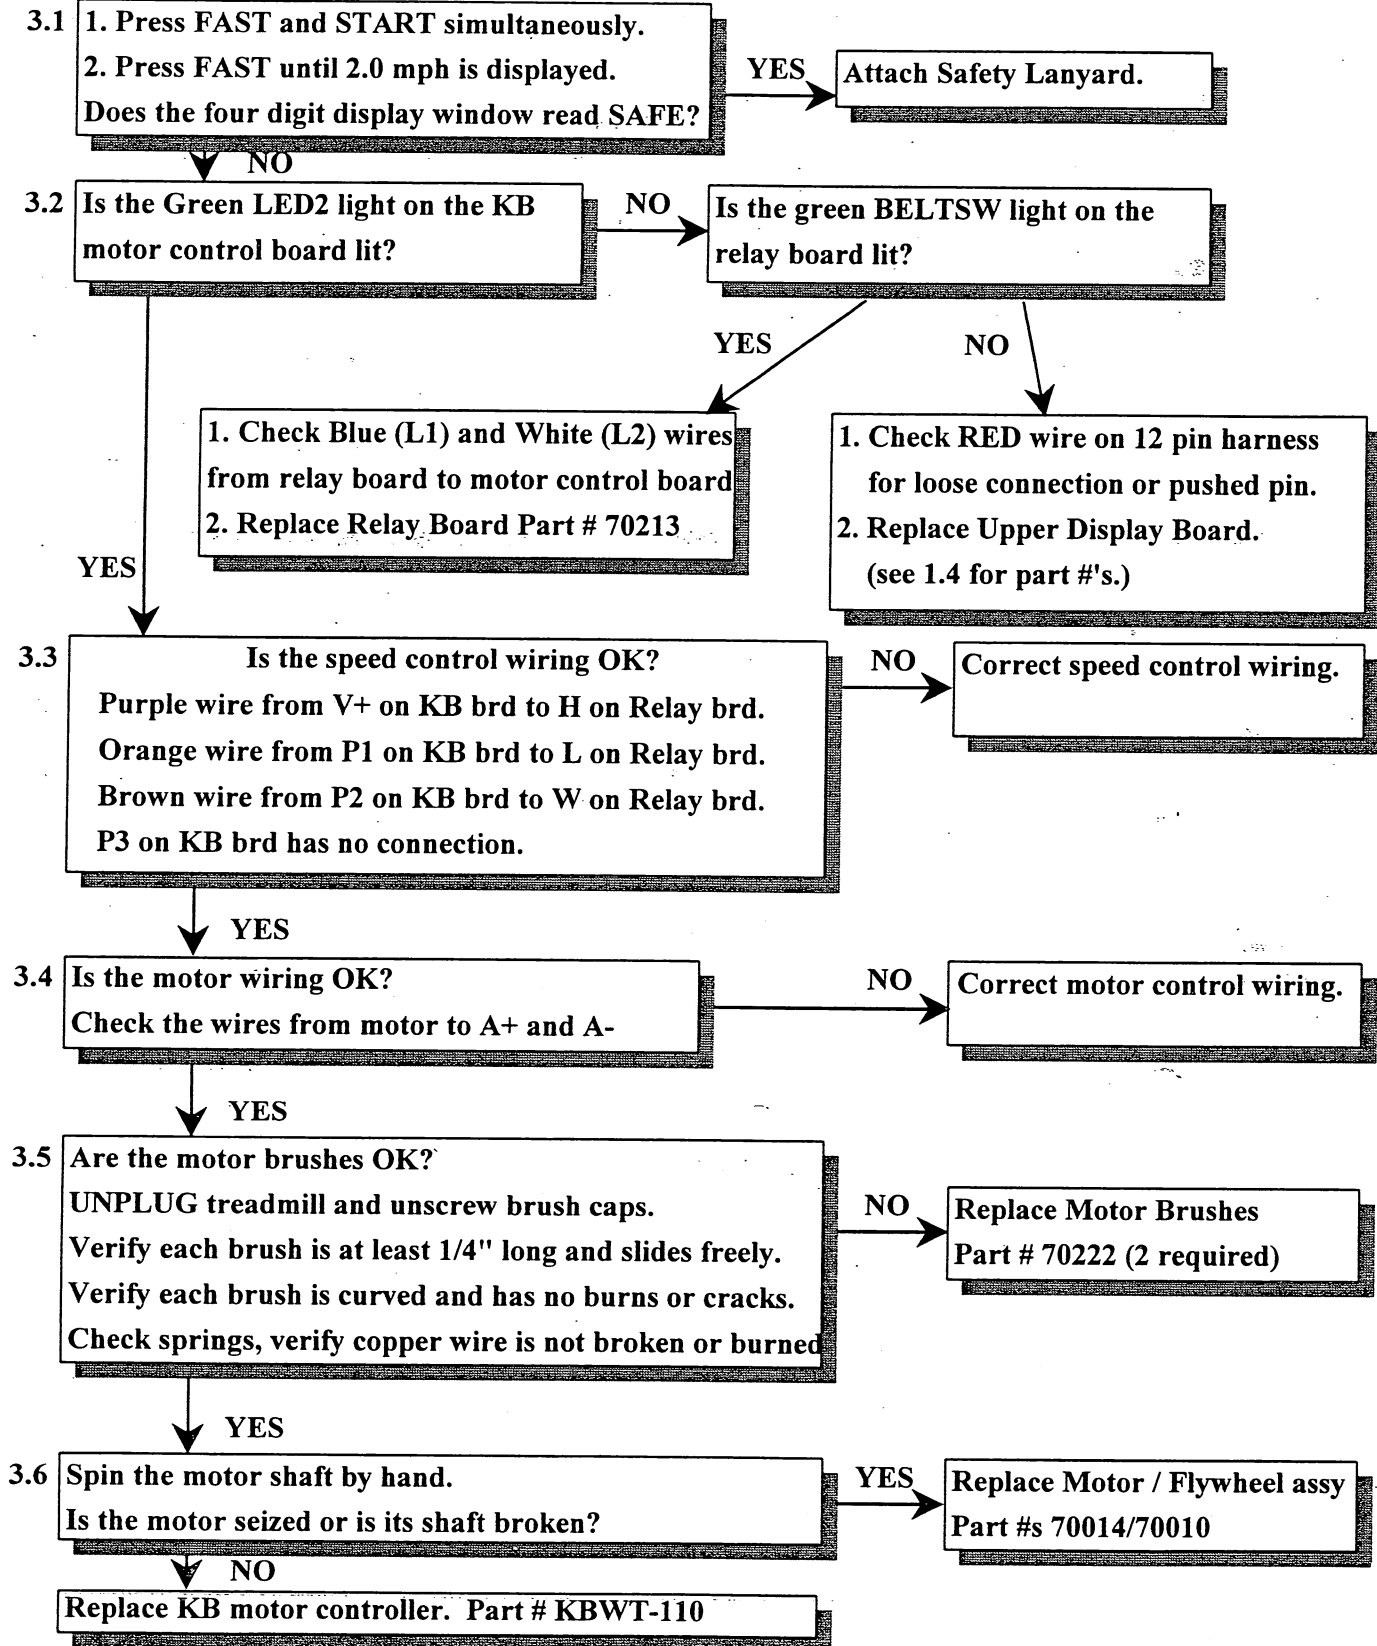 3.1
1. Press FAST and START simultaneously.
2. Press FAST until 2.0 mph is displayed.
Does the four digit display window read SAFE?
YES
Attach Safety Lanyard.
NO
3.2
Is the Green LED2 light on the KB
motor control board lit?
NO
Is the green BELTSW light on the
relay board lit?
YES
NO
1. Check Blue (L1) and White (L2) wires
from relay board to motor control board
2. Replace Relay Board Part # 70213
1. Check RED wire on 12 pin harness
for loose connection or pushed pin.
2. Replace Upper Display Board.
(see 1.4 for part #'s.)
YES
3.3
Is the speed control wiring OK?
Purple wire from V+ on KB brd to H on Relay brd.
Orange wire from P1 on KB brd to L on Relay brd.
Brown wire from P2 on KB brd to W on Relay brd.
P3 on KB brd has no connection.
NO
Correct speed control wiring.
YES
3.4
Is the motor wiring OK?
Check the wires from motor to A+ and A-
NO
Correct motor control wiring.
YES
3.5
Are the motor brushes OK?
UNPLUG treadmill and unscrew brush caps.
Verify each brush is at least 1/4" long and slides freely.
Verify each brush is curved and has no burns or cracks.
Check springs, verify copper wire is not broken or burned
NO
Replace Motor Brushes
Part # 70222 (2 required)
YES
3.6
Spin the motor shaft by hand.
Is the motor seized or is its shaft broken?
YES
Replace Motor / Flywheel assy
Part #s 70014/70010
NO
Replace KB motor controller. Part # KBWT-110